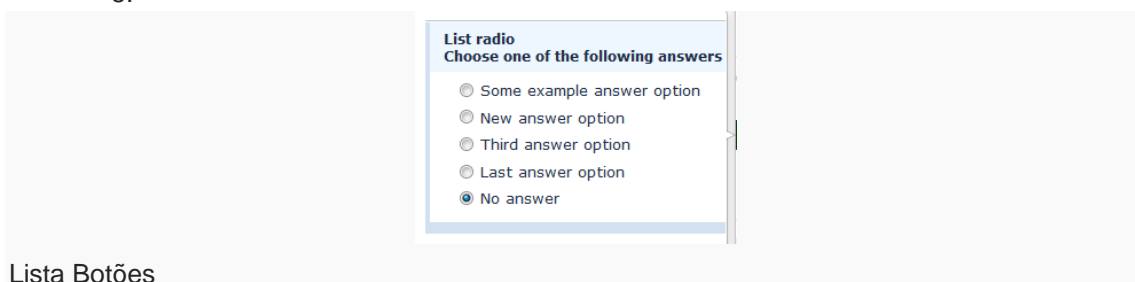 List radio
Choose one of the following answers
Some example answer option
New answer option
Third answer option
Last answer option
No answer
Lista Botões